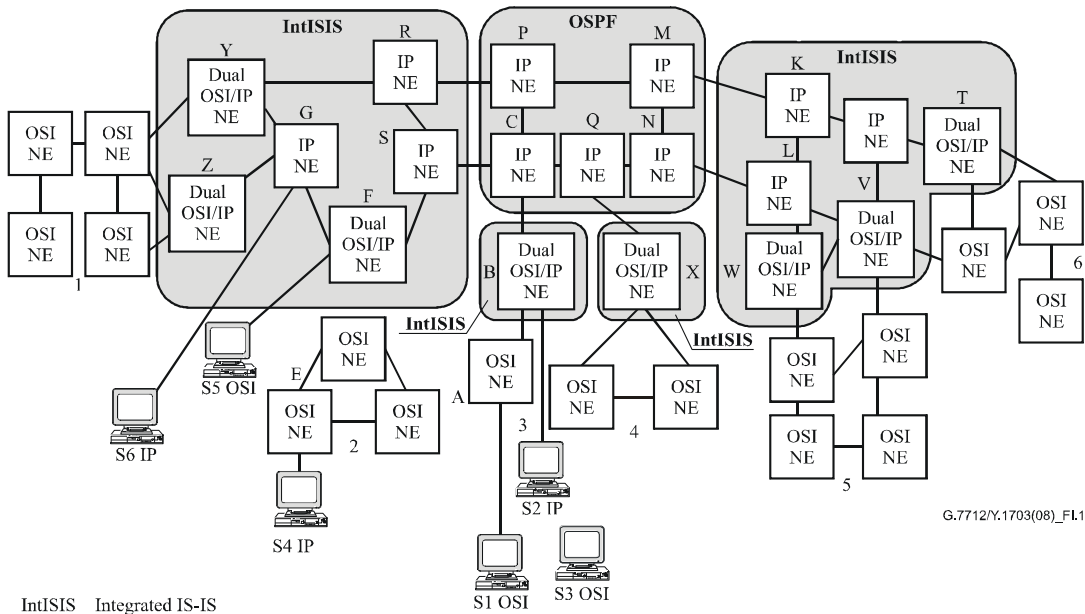 IntISIS
OSPF
IntISIS
R
P
M
K
T
Y
G
S
C
Q
N
L
V
Z
F
B
X
W
E
A
IP
NE
IP
NE
IP
NE
IP
NE
IP
NE
Dual
OSI/IP
NE
Dual
OSI/IP
NE
IP
NE
IP
NE
IP
NE
IP
NE
IP
NE
IP
NE
OSI
NE
OSI
NE
Dual
OSI/IP
NE
Dual
OSI/IP
NE
Dual
OSI/IP
NE
OSI
NE
OSI
NE
OSI
NE
OSI
NE
Dual
OSI/IP
NE
Dual
OSI/IP
NE
Dual
OSI/IP
NE
OSI
NE
1
6
IntISIS
IntISIS
OSI
NE
OSI
NE
OSI
NE
OSI
NE
S5 OSI
OSI
NE
OSI
NE
OSI
NE
OSI
NE
2
3
4
S6 IP
OSI
NE
OSI
NE
5
S4 IP
S2 IP
S1 OSI
S3 OSI
G.7712/Y.1703(08)_FI.1
IntISIS Integrated IS-IS